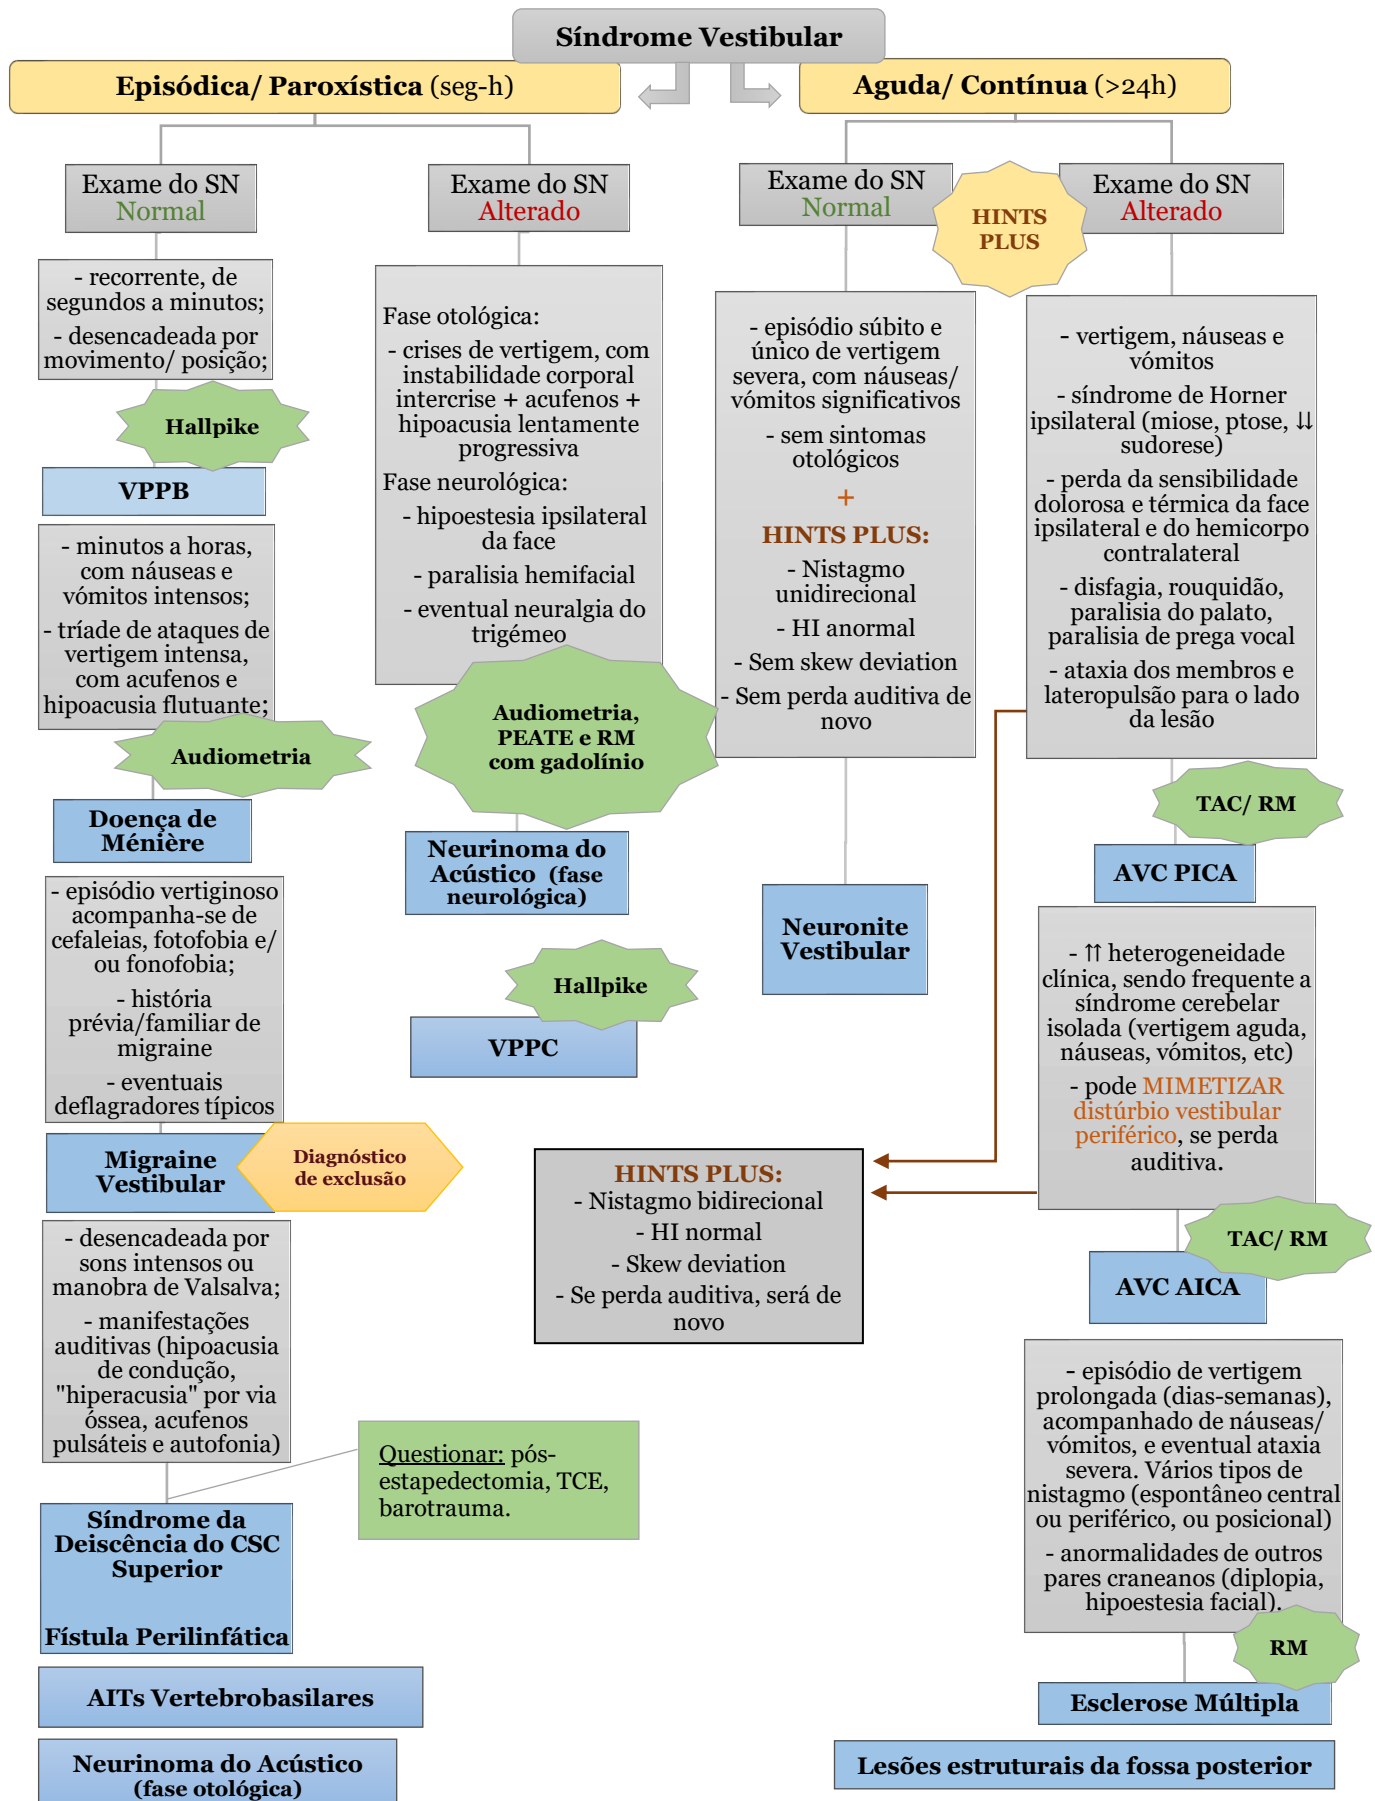 Síndrome Vestibular
Episódica/ Paroxística (seg-h)
Aguda/ Contínua (>24h)
Exame do SN
Normal
- recorrente, de
segundos a minutos;
- desencadeada por
movimento/ posição;
Hallpike
VPPB
- minutos a horas,
com náuseas e
vómitos intensos;
- tríade de ataques de
vertigem intensa,
com acufenos e
hipoacusia flutuante;
Audiometria
Doença de
Ménière
- episódio vertiginoso
acompanha-se de
cefaleias, fotofobia e/
ou fonofobia;
- história
prévia/familiar de
migraine
- eventuais
deflagradores típicos
Migraine
Vestibular
Diagnóstico
de exclusão
- desencadeada por
sons intensos ou
manobra de Valsalva;
- manifestações
auditivas (hipoacusia
de condução,
"hiperacusia" por via
óssea, acufenos
pulsáteis e autofonia)
Questionar: pós-
estapedectomia, TCE,
barotrauma.
Síndrome da
Deiscência do CSC
Superior
Fístula Perilinfática
AITs Vertebrobasilares
Neurinoma do Acústico
(fase otológica)
Exame do SN
Alterado
Fase otológica:
- crises de vertigem, com
instabilidade corporal
intercrise + acufenos +
hipoacusia lentamente
progressiva
Fase neurológica:
- hipoestesia ipsilateral
da face
- paralisia hemifacial
- eventual neuralgia do
trigémeo
Audiometria,
PEATE e RM
com gadolínio
Neurinoma do
Acústico (fase
neurológica)
Hallpike
VPPC
Exame do SN
Normal
HINTS
PLUS
- episódio súbito e
único de vertigem
severa, com náuseas/
vómitos significativos
- sem sintomas
otológicos
+
HINTS PLUS:
- Nistagmo
unidirecional
- HI anormal
- Sem skew deviation
- Sem perda auditiva de
novo
Neuronite
Vestibular
Exame do SN
Alterado
- vertigem, náuseas e
vómitos
- síndrome de Horner
ipsilateral (miose, ptose, ⇊
sudorese)
- perda da sensibilidade
dolorosa e térmica da face
ipsilateral e do hemicorpo
contralateral
- disfagia, rouquidão,
paralisia do palato,
paralisia de prega vocal
- ataxia dos membros e
lateropulsão para o lado
da lesão
TAC/ RM
AVC PICA
- ⇈ heterogeneidade
clínica, sendo frequente a
síndrome cerebelar
isolada (vertigem aguda,
náuseas, vómitos, etc)
- pode MIMETIZAR
distúrbio vestibular
periférico, se perda
auditiva.
HINTS PLUS:
- Nistagmo bidirecional
- HI normal
- Skew deviation
- Se perda auditiva, será de
novo
TAC/ RM
AVC AICA
- episódio de vertigem
prolongada (dias-semanas),
acompanhado de náuseas/
vómitos, e eventual ataxia
severa. Vários tipos de
nistagmo (espontâneo central
ou periférico, ou posicional)
- anormalidades de outros
pares craneanos (diplopia,
hipoestesia facial).
RM
Esclerose Múltipla
Lesões estruturais da fossa posterior